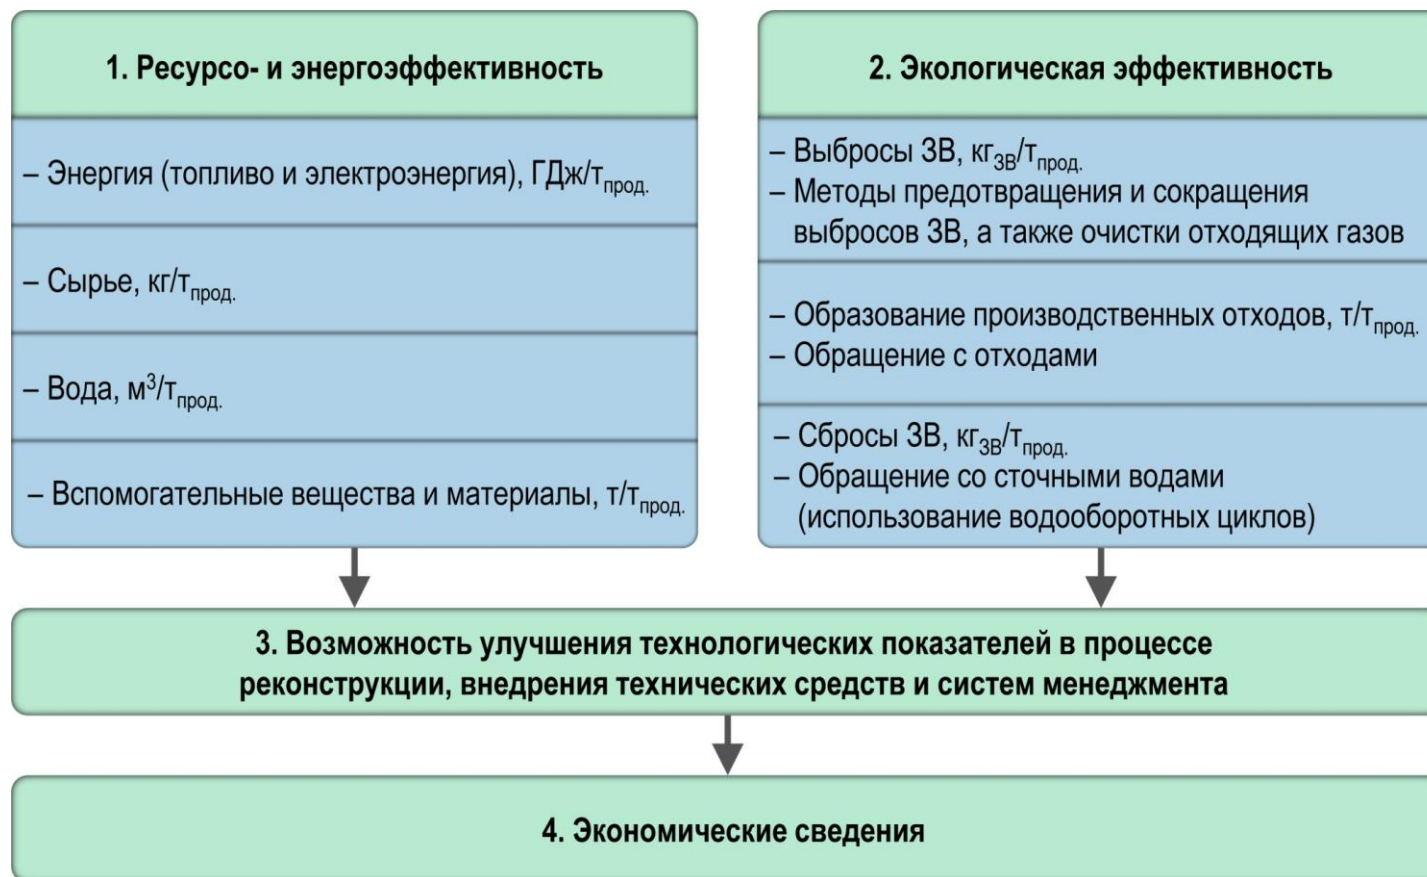 1. Ресурсо- и энергоэффективность
– Энергия (топливо и электроэнергия), ГДж/тпрод.
– Сырье, кг/тпрод.
– Вода, м³/тпрод.
– Вспомогательные вещества и материалы, т/тпрод.
2. Экологическая эффективность
– Выбросы ЗВ, кгЗВ/тпрод.
– Методы предотвращения и сокращения
выбросов ЗВ, а также очистки отходящих газов
– Образование производственных отходов, т/тпрод.
– Обращение с отходами
– Сбросы ЗВ, кгЗВ/тпрод.
– Обращение со сточными водами
(использование водооборотных циклов)
3. Возможность улучшения технологических показателей в процессе
реконструкции, внедрения технических средств и систем менеджмента
4. Экономические сведения